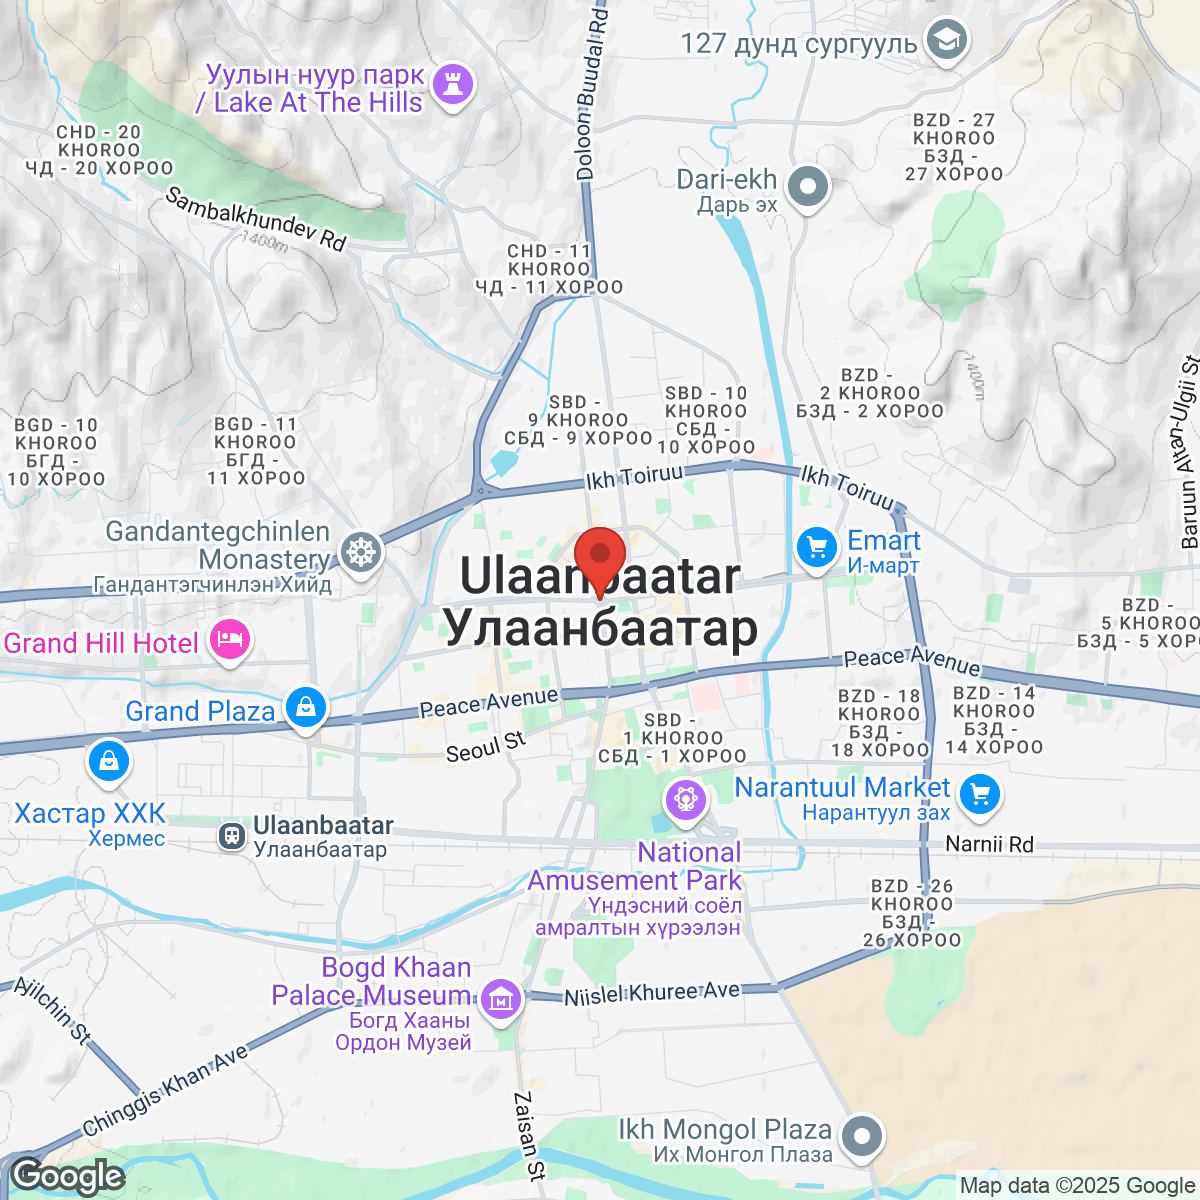 127 дунд сургууль
Уулын нуур парк
/ Lake At The Hills
Doloon Buudal Rd
CHD - 20
KHOROO
ЧД - 20 ХОРОО
BZD - 27
KHOROO
БЗД -
27 ХОРОО
Dari-ekh
Дарь эх
Sambalkhundev Rd
1400m
CHD - 11
KHOROO
ЧД - 11 ХОРОО
1400m
BZD -
2 KHOROO
БЗД - 2 ХОРОО
SBD -
9 KHOROO
СБД - 9 ХОРОО
SBD - 10
KHOROO
СБД -
10 ХОРОО
BGD - 10
KHOROO
БГД -
10 ХОРОО
BGD - 11
KHOROO
БГД -
11 ХОРОО
Baruun Altan-Ulgii St
Ikh Toiruu
Ikh Toiruu
Gandantegchinlen
Monastery
Гандантэгчинлэн Хийд
Emart
И-март
Ulaanbaatar
Улаанбаатар
BZD -
5 KHOROO
БЗД - 5 ХОРО
Grand Hill Hotel
Peace Avenue
Grand Plaza
Peace Avenue
Seoul St
SBD -
1 KHOROO
СБД - 1 ХОРОО
BZD - 18
KHOROO
БЗД -
18 ХОРОО
BZD - 14
KHOROO
БЗД -
14 ХОРОО
Хастар ХХК
Хермес
Ulaanbaatar
Улаанбаатар
Narantuul Market
Нарантуул зах
Narnii Rd
National
Amusement Park
Үндэсний соёл
амралтын хүрээлэн
BZD - 26
KHOROO
БЗД -
26 ХОРОО
Bogd Khaan
Palace Museum
Богд Хааны
Ордон Музей
Niislel Khuree Ave
Ajilchin St
Chinggis Khan Ave
Zaisan St
Ikh Mongol Plaza
Их Монгол Плаза
Google
Map data ©2025 Google